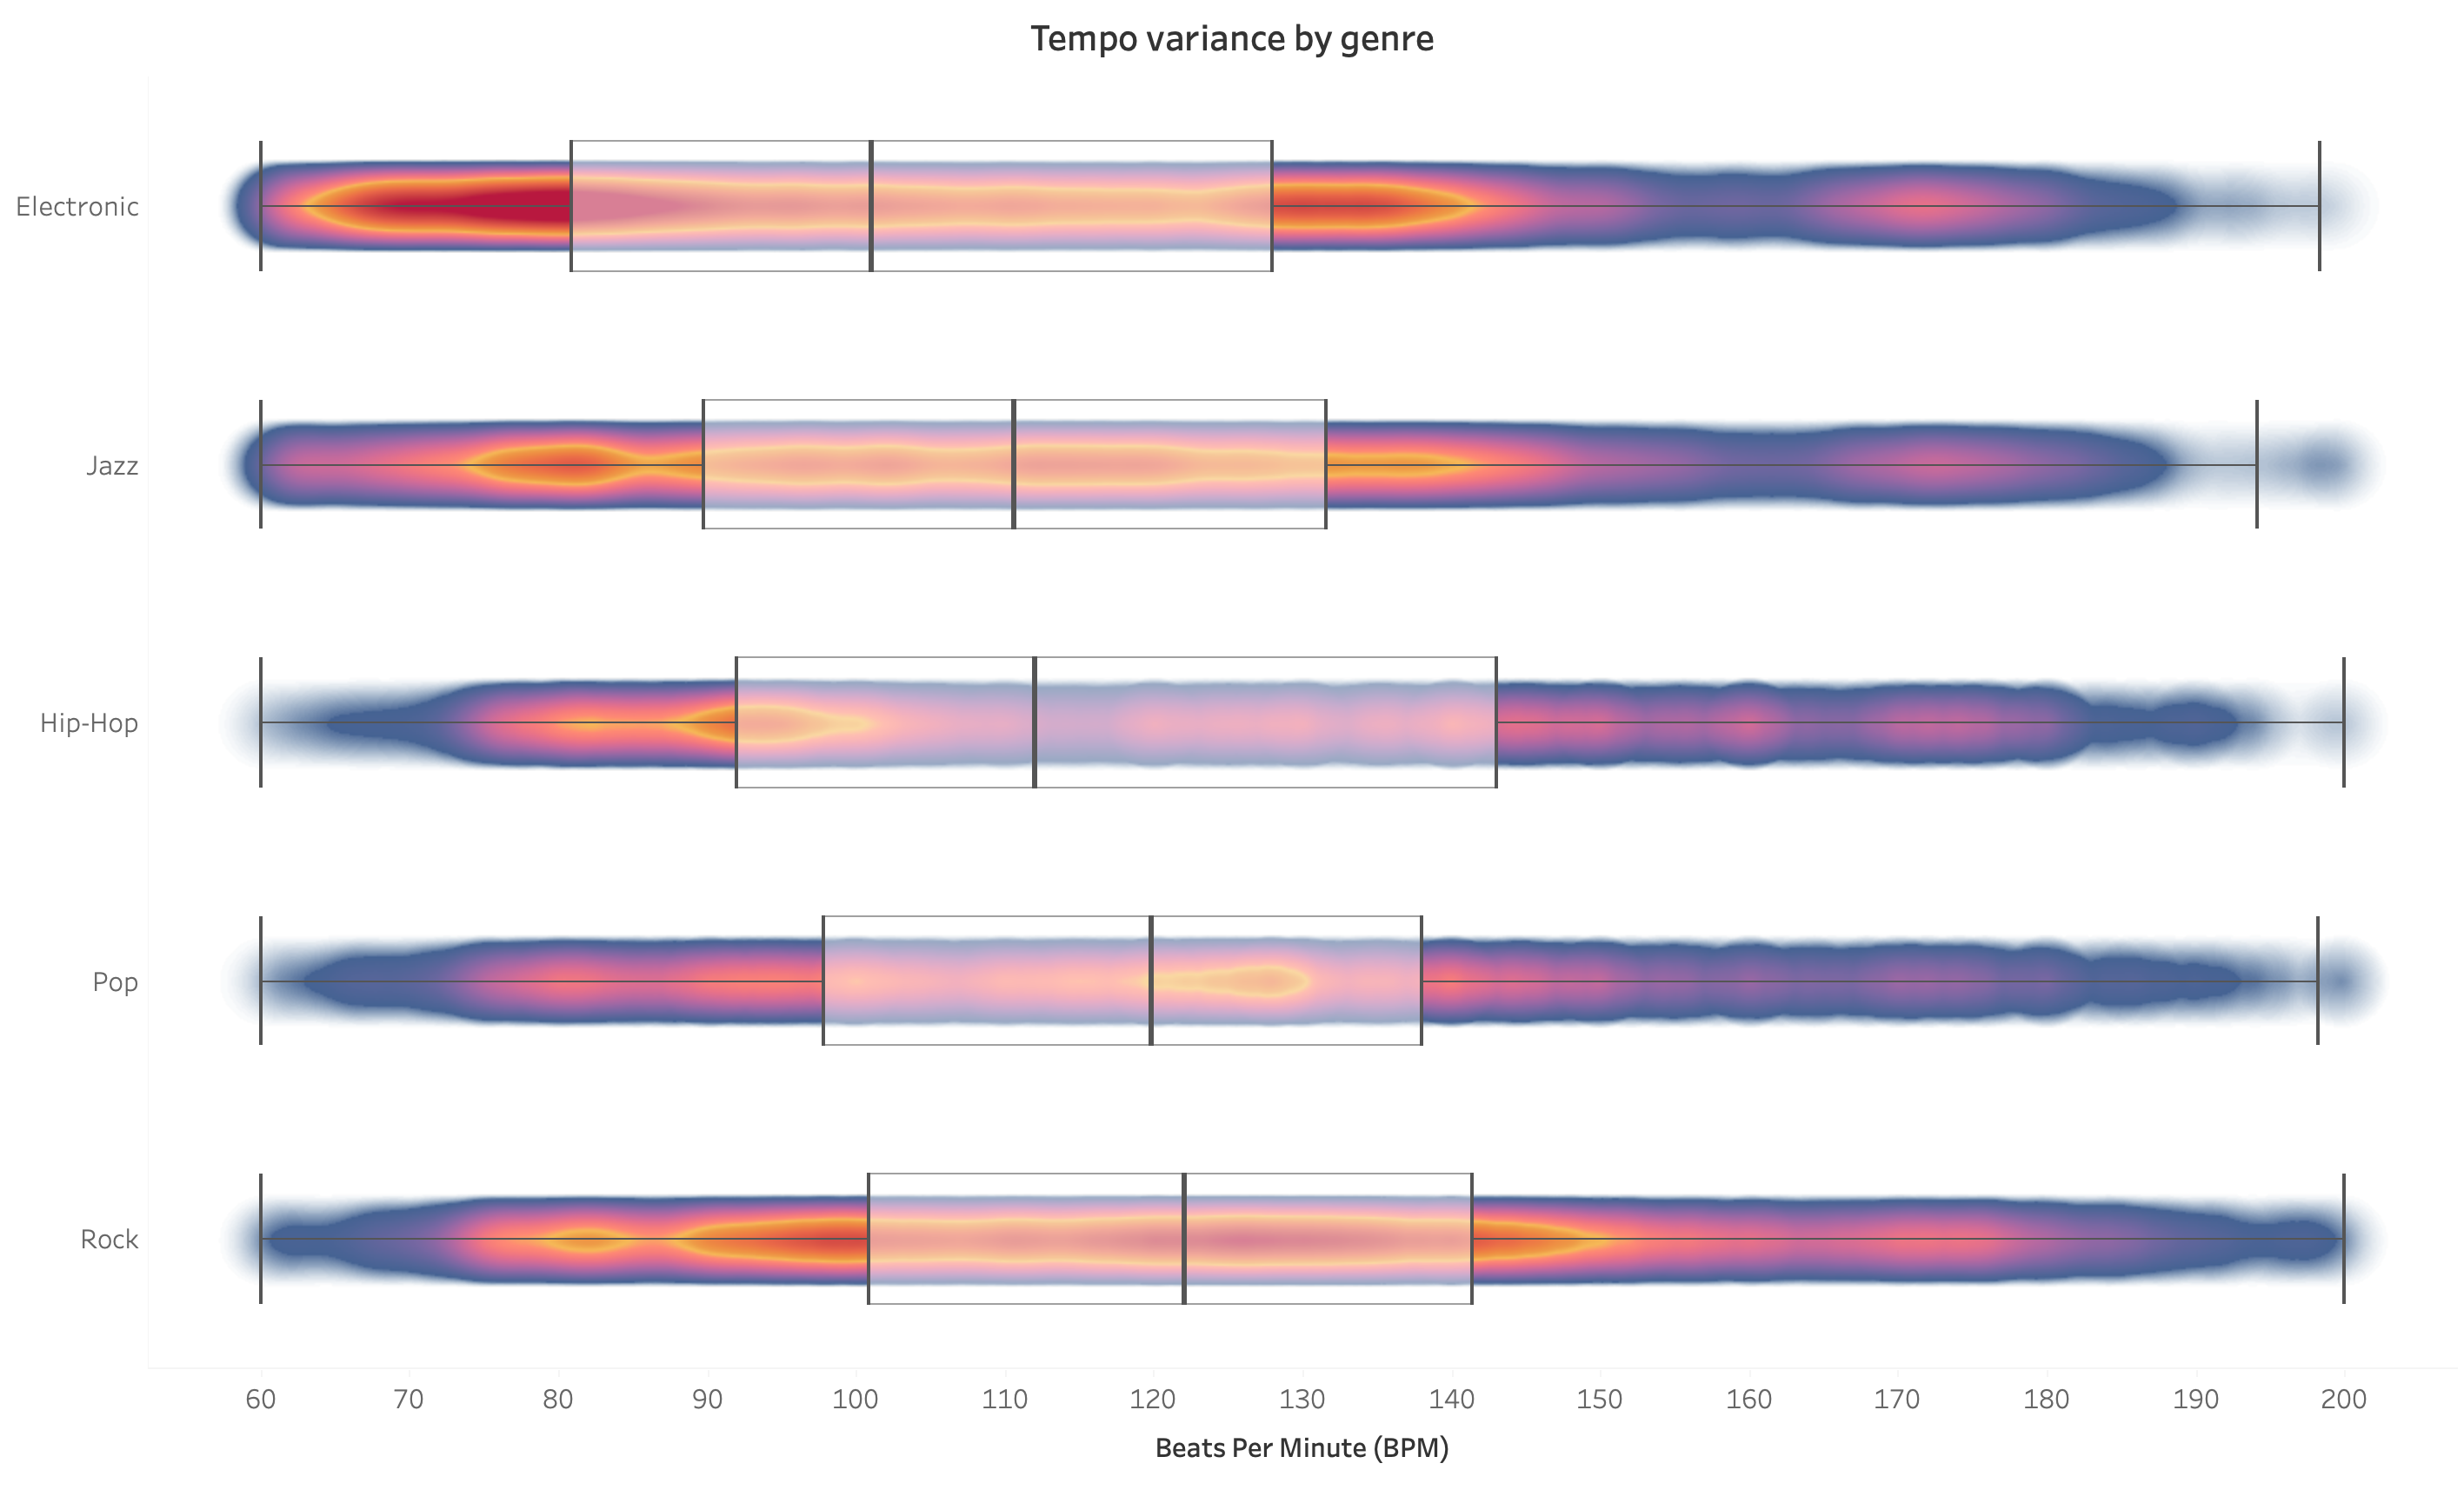 Tempo variance by genre
Electronic
Jazz
Hip-Hop
Pop
Rock
60 70 80 90 100 110 120 130 140 150 160 170 180 190 200
Beats Per Minute (BPM)